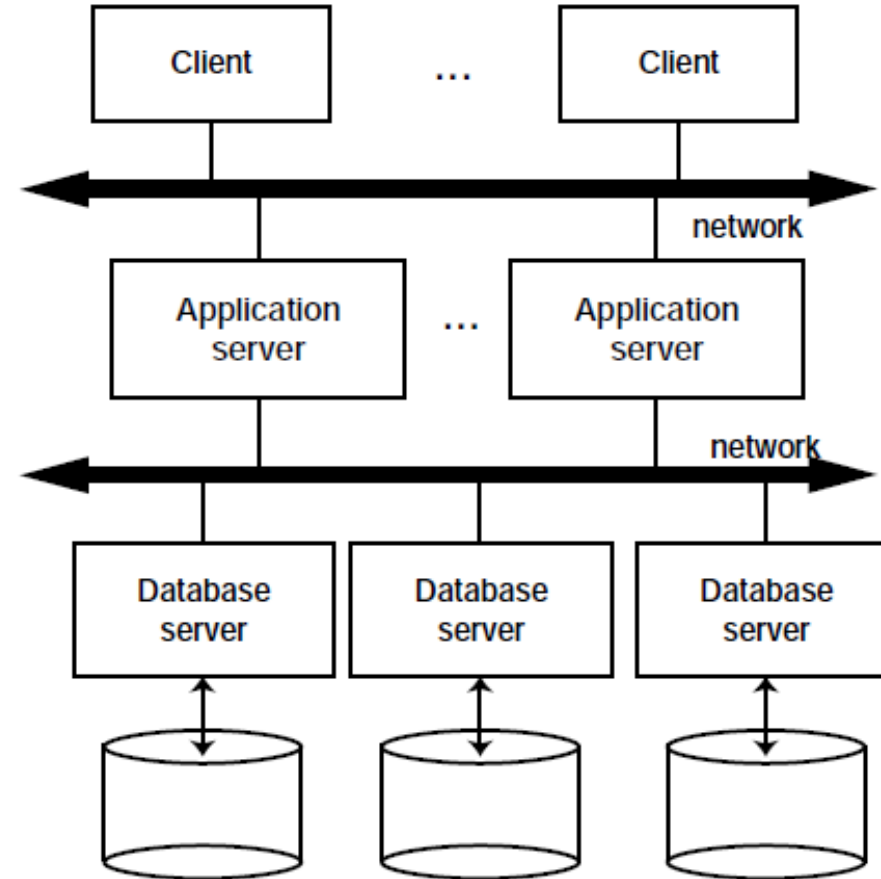 Client ... Client
network
Application ... Application
server server
network
Database Database Database
server server server